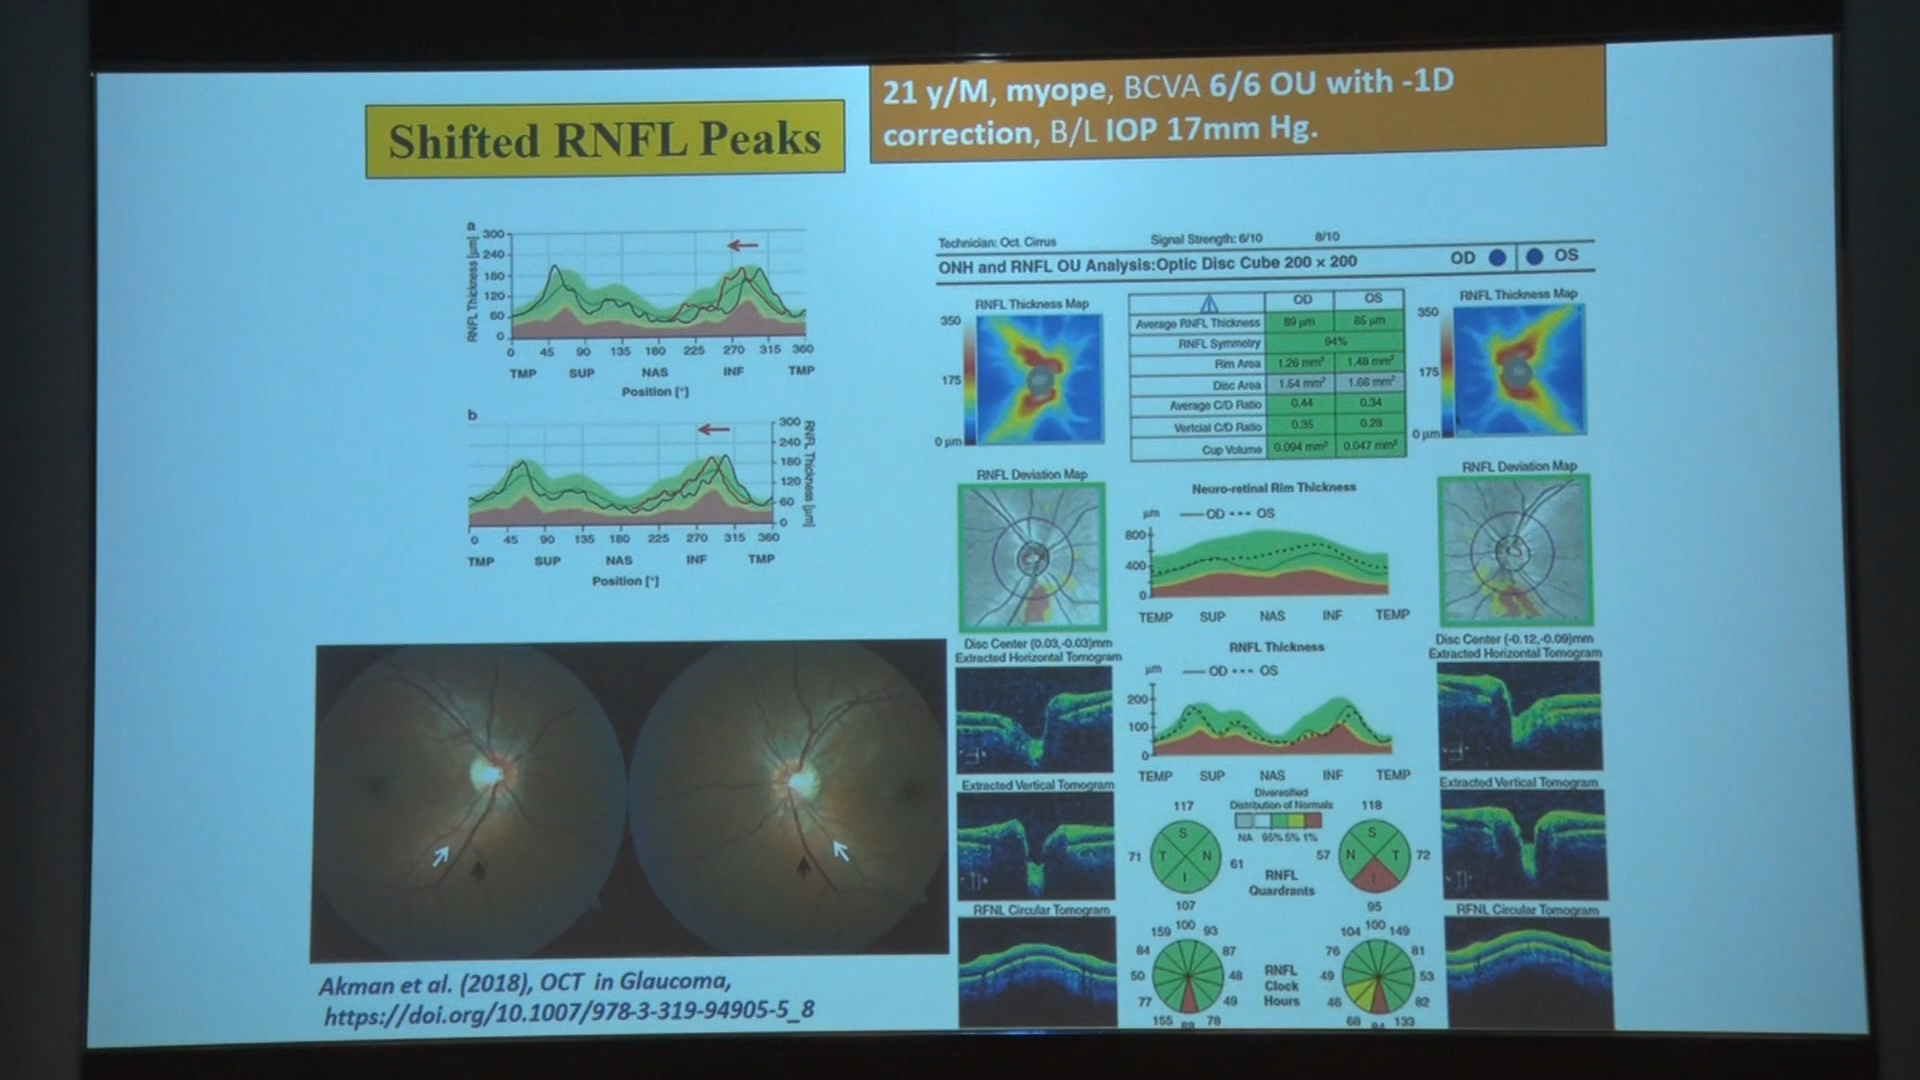 Shifted RNFL Peaks
21 y/M, myope, BCVA 6/6 OU with -1D
correction, B/L IOP 17mm Hg.
a
RNFL Thickness [µm]
300
240
180
120
60
0
0 45 90 135 180 225 270 315 360
TMP SUP NAS INF TMP
Position [°]
b
300
240
180
120
60
0
RNFL Thickness [µm]
0 45 90 135 180 225 270 315 360
TMP SUP NAS INF TMP
Position [°]
Akman et al. (2018), OCT in Glaucoma,
https://doi.org/10.1007/978-3-319-94905-5_8
Technician: Oct. Cirrus Signal Strength: 6/10 8/10
ONH and RNFL OU Analysis:Optic Disc Cube 200 × 200 OD OS
RNFL Thickness Map
350
175
0 µm
OD OS
Average RNFL Thickness 89 µm 85 µm
RNFL Symmetry 94%
Rim Area 1.26 mm² 1.48 mm²
Disc Area 1.54 mm² 1.66 mm²
Average C/D Ratio 0.44 0.34
Vertcial C/D Ratio 0.35 0.28
Cup Volume 0.094 mm³ 0.047 mm³
RNFL Thickness Map
350
175
0 µm
RNFL Deviation Map
Disc Center (0.03,-0.03)mm
Extracted Horizontal Tomogram
Extracted Vertical Tomogram
RFNL Circular Tomogram
Neuro-retinal Rim Thickness
µm OD OS
800
400
0
TEMP SUP NAS INF TEMP
RNFL Thickness
µm OD OS
200
100
0
TEMP SUP NAS INF TEMP
Diversified
Distribution of Normals
NA 95% 5% 1%
117
S
71 T N 61
I
107
118
S
57 N T 72
I
95
RNFL
Quadrants
159 100 93
84 87
50 48
77 49
155 78
RNFL
Clock
Hours
104 100 149
76 81
49 53
46 82
68 133
RNFL Deviation Map
Disc Center (-0.12,-0.09)mm
Extracted Horizontal Tomogram
Extracted Vertical Tomogram
RFNL Circular Tomogram